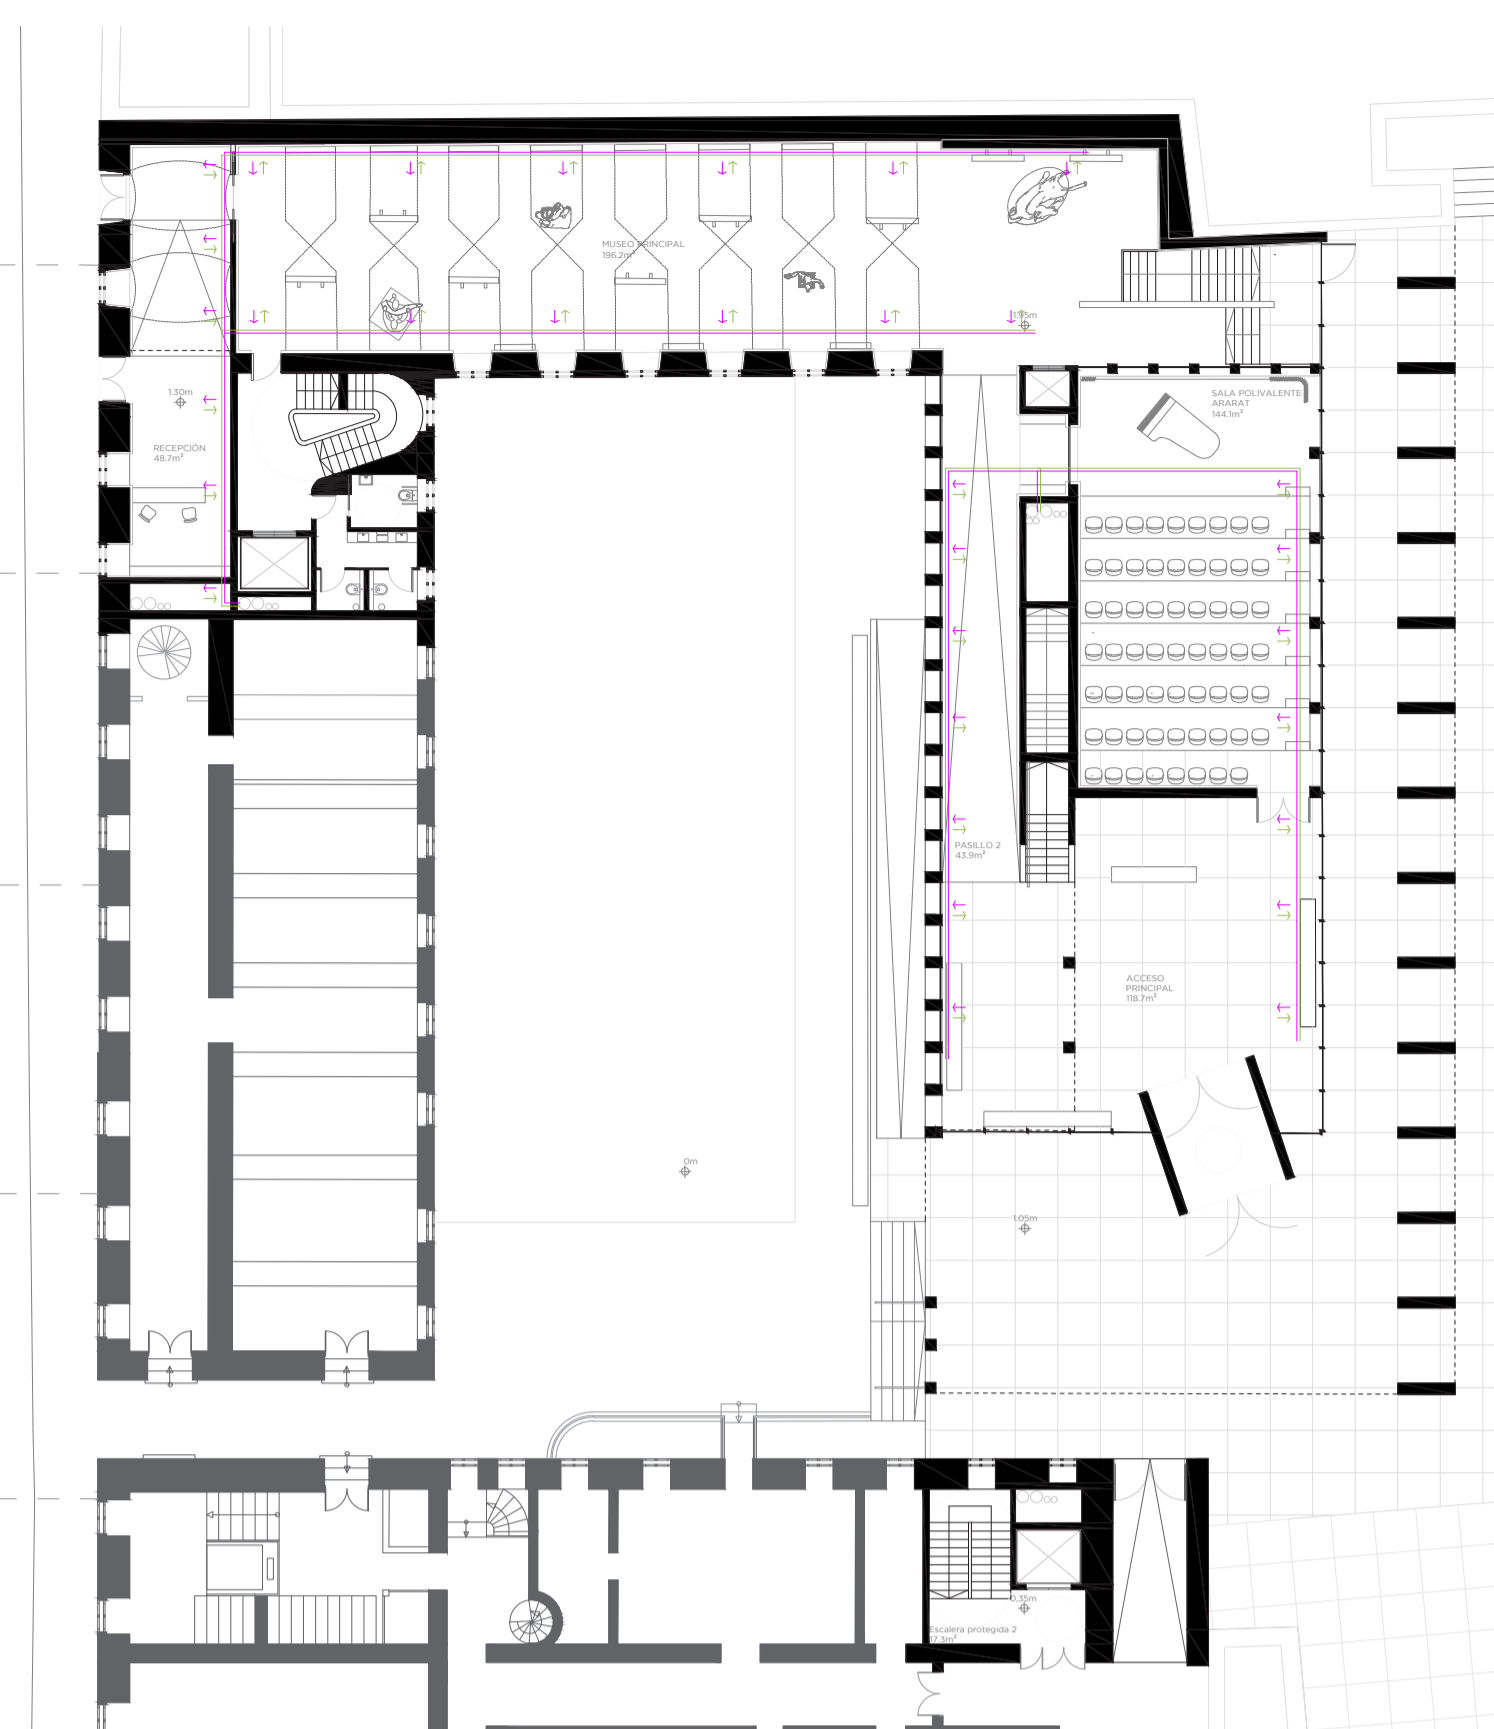 MUSEO PRINCIPAL
196.2m²
1.95m
1.30m
SALA POLIVALENTE
ARARAT
144.1m²
RECEPCIÓN
48.7m²
PASILLO 2
43.9m²
ACCESO
PRINCIPAL
118.7m²
0m
1.05m
0,35m
Escalera protegida 2
17.3m²